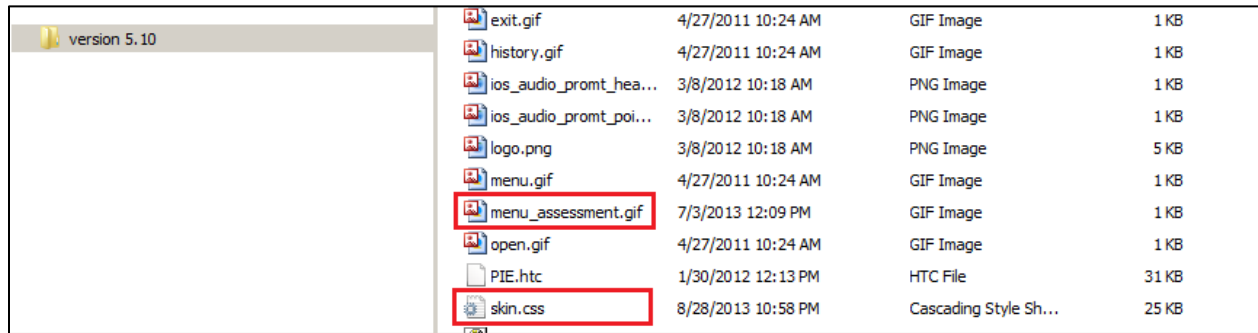 version 5.10
exit.gif 4/27/2011 10:24 AM GIF Image 1 KB
history.gif 4/27/2011 10:24 AM GIF Image 1 KB
ios_audio_promt_hea... 3/8/2012 10:18 AM PNG Image 1 KB
ios_audio_promt_poi... 3/8/2012 10:18 AM PNG Image 1 KB
logo.png 3/8/2012 10:18 AM PNG Image 5 KB
menu.gif 4/27/2011 10:24 AM GIF Image 1 KB
menu_assessment.gif 7/3/2013 12:09 PM GIF Image 1 KB
open.gif 4/27/2011 10:24 AM GIF Image 1 KB
PIE.htc 1/30/2012 12:13 PM HTC File 31 KB
skin.css 8/28/2013 10:58 PM Cascading Style Sh... 25 KB